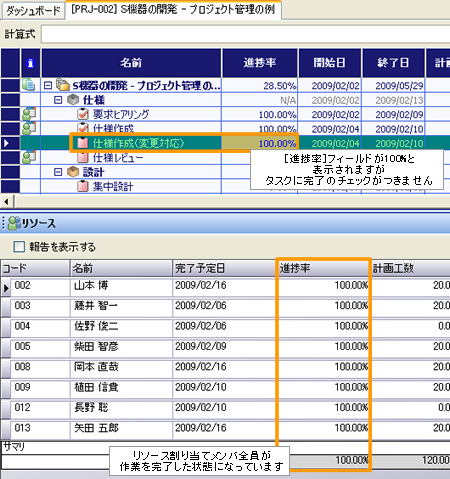 ダッシュボード [PRJ-002] S機器の開発 - プロジェクト管理の例
計算式
名前 進捗率 開始日 終了日 計画
S機器の開発 - プロジェクト管理の... 28.50% 2009/02/02 2009/05/29
仕様 N/A 2009/02/02 2009/02/13
要求ヒアリング 100.00% 2009/02/02 2009/02/10
仕様作成 100.00% 2009/02/04 2009/02/10
仕様作成(変更対応) 100.00% 2009/02/04 2009/02/10
仕様レビュー
設計
集中設計
[進捗率]フィールドが100%と
表示されますが
タスクに完了のチェックがつきません
リソース
報告を表示する
コード 名前 完了予定日 進捗率 計画工数
002 山本 博 2009/02/16 100.00% 20.0
003 藤井 智一 2009/02/16 100.00% 20.0
004 佐野 俊二 2009/02/06 100.00% 0.0
005 柴田 智彦 2009/02/09 100.00% 20.0
008 岡本 直哉 2009/02/16 100.00% 20.0
009 植田 信貴 2009/02/10 100.00% 20.0
012 長野 聡 2009/02/10 100.00% 0.0
013 矢田 五郎 2009/02/16 100.00% 20.0
サマリ
100.00% 120.00
リソース割り当てメンバ全員が
作業を完了した状態になっています